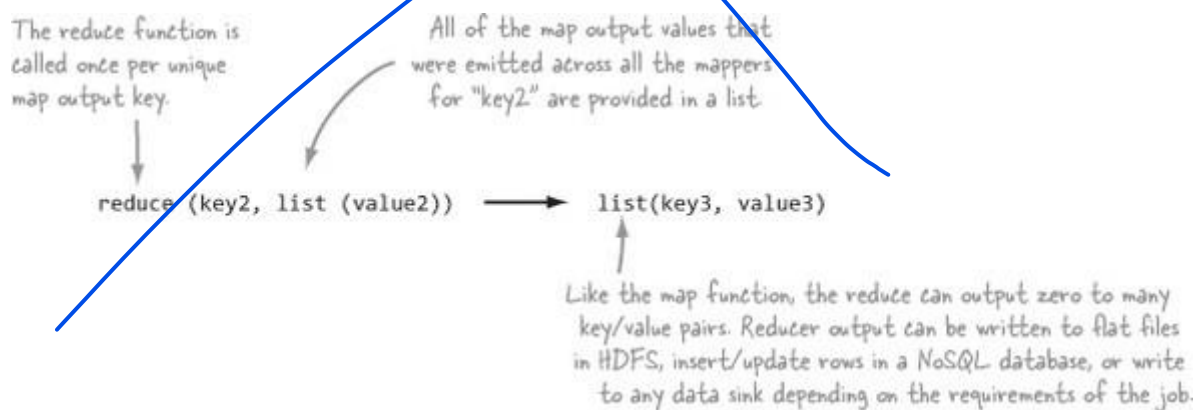 The reduce function is
called once per unique
map output key.
All of the map output values that
were emitted across all the mappers
for "key2" are provided in a list
reduce (key2, list (value2))
list(key3, value3)
Like the map function, the reduce can output zero to many
key/value pairs. Reducer output can be written to flat files
in HDFS, insert/update rows in a NoSQL database, or write
to any data sink depending on the requirements of the job.